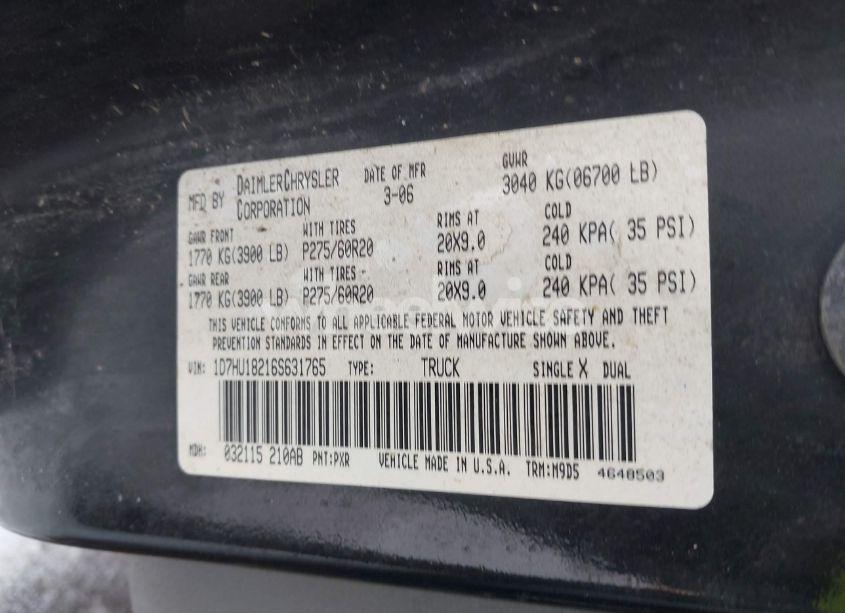 MFD BY DAIMLERCHRYSLER CORPORATION DATE OF MFR 3-06 GVWR 3040 KG(06700 LB)
GAWR FRONT WITH TIRES RIMS AT COLD
1770 KG(3900 LB) P275/60R20 20X9.0 240 KPA( 35 PSI)
GAWR REAR WITH TIRES RIMS AT COLD
1770 KG(3900 LB) P275/60R20 20X9.0 240 KPA( 35 PSI)
THIS VEHICLE CONFORMS TO ALL APPLICABLE FEDERAL MOTOR VEHICLE SAFETY AND THEFT
PREVENTION STANDARDS IN EFFECT ON THE DATE OF MANUFACTURE SHOWN ABOVE.
VIN: 1D7HU18216S631765 TYPE: TRUCK SINGLE X DUAL
MDH: 032115 210AB PNT:PXR VEHICLE MADE IN U.S.A. TRM:M9D5 4648503